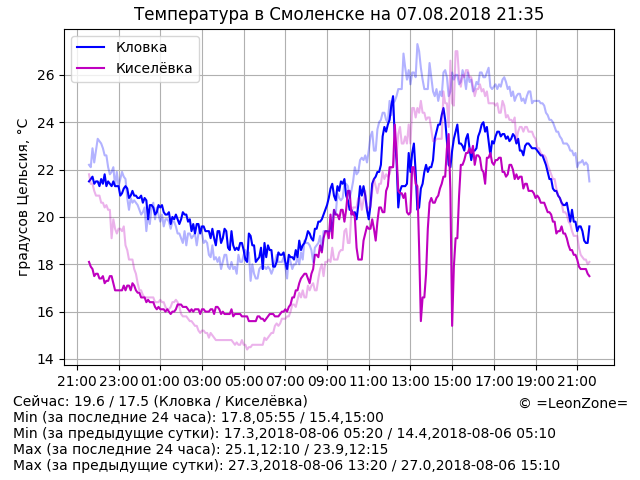 Температура в Смоленске на 07.08.2018 21:35
Кловка
Киселёвка
градусов Цельсия, °C
26
24
22
20
18
16
14
21:00 23:00 01:00 03:00 05:00 07:00 09:00 11:00 13:00 15:00 17:00 19:00 21:00
Сейчас: 19.6 / 17.5 (Кловка / Киселёвка)
© =LeonZone=
Min (за последние 24 часа): 17.8,05:55 / 15.4,15:00
Min (за предыдущие сутки): 17.3,2018-08-06 05:20 / 14.4,2018-08-06 05:10
Max (за последние 24 часа): 25.1,12:10 / 23.9,12:15
Max (за предыдущие сутки): 27.3,2018-08-06 13:20 / 27.0,2018-08-06 15:10